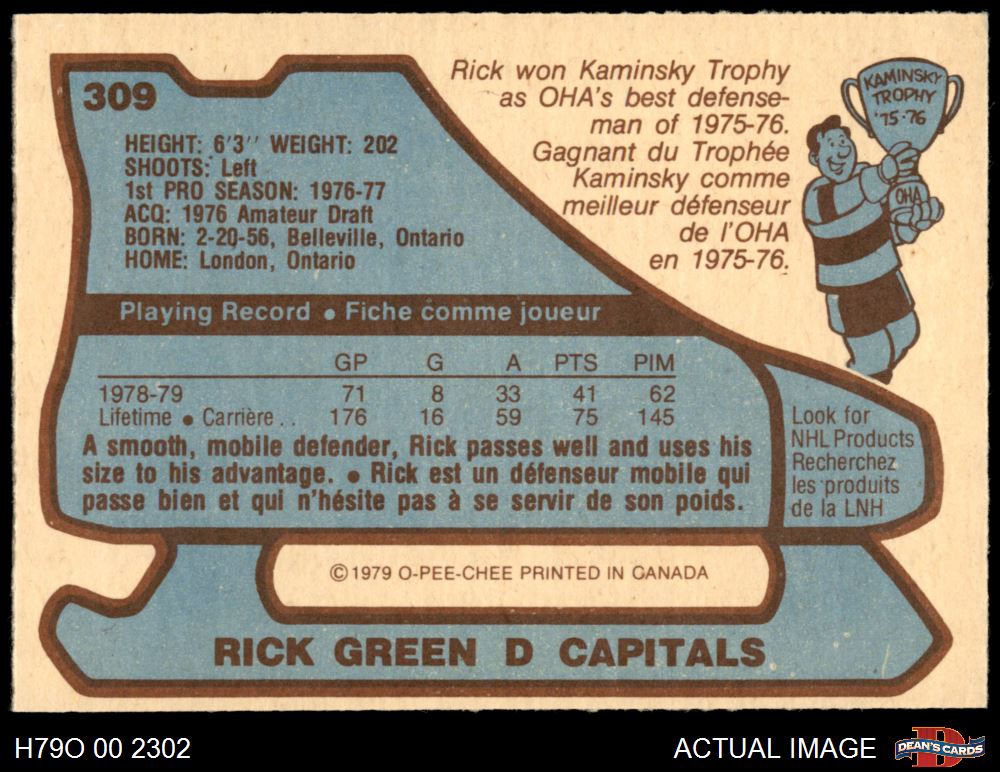 309
HEIGHT: 6'3'' WEIGHT: 202
SHOOTS: Left
1st PRO SEASON: 1976-77
ACQ: 1976 Amateur Draft
BORN: 2-20-56, Belleville, Ontario
HOME: London, Ontario
Rick won Kaminsky Trophy
as OHA's best defense-
man of 1975-76.
Gagnant du Trophée
Kaminsky comme
meilleur défenseur
de l'OHA
en 1975-76.
KAMINSKY
TROPHY
'75-76
OHA
Playing Record • Fiche comme joueur
GP G A PTS PIM
1978-79 71 8 33 41 62
Lifetime • Carrière . . 176 16 59 75 145
A smooth, mobile defender, Rick passes well and uses his
size to his advantage. • Rick est un défenseur mobile qui
passe bien et qui n'hésite pas à se servir de son poids.
Look for
NHL Products
Recherchez
les produits
de la LNH
© 1979 O-PEE-CHEE PRINTED IN CANADA
RICK GREEN D CAPITALS
H79O 00 2302
ACTUAL IMAGE
D
DEAN'S CARDS